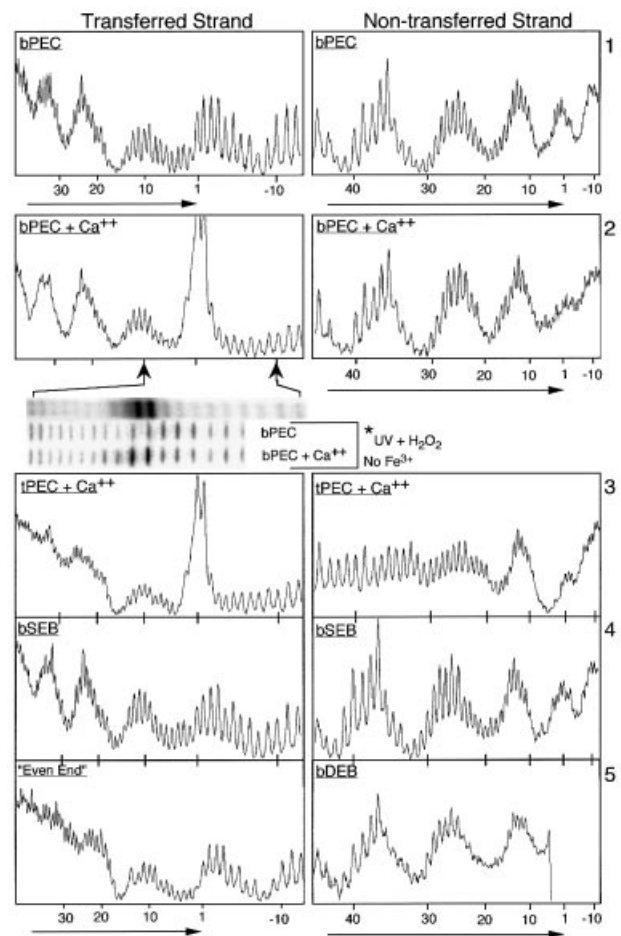 Transferred Strand
Non-transferred Strand
bPEC
bPEC
1
30 20 10 1 -10
40 30 20 10 1 -10
bPEC + Ca++
bPEC + Ca++
2
40 30 20 10 1 -10
bPEC
bPEC + Ca++
* UV + H2O2
No Fe3+
tPEC + Ca++
tPEC + Ca++
3
bSEB
bSEB
4
"Even End"
bDEB
5
30 20 10 1 -10
40 30 20 10 1 -10